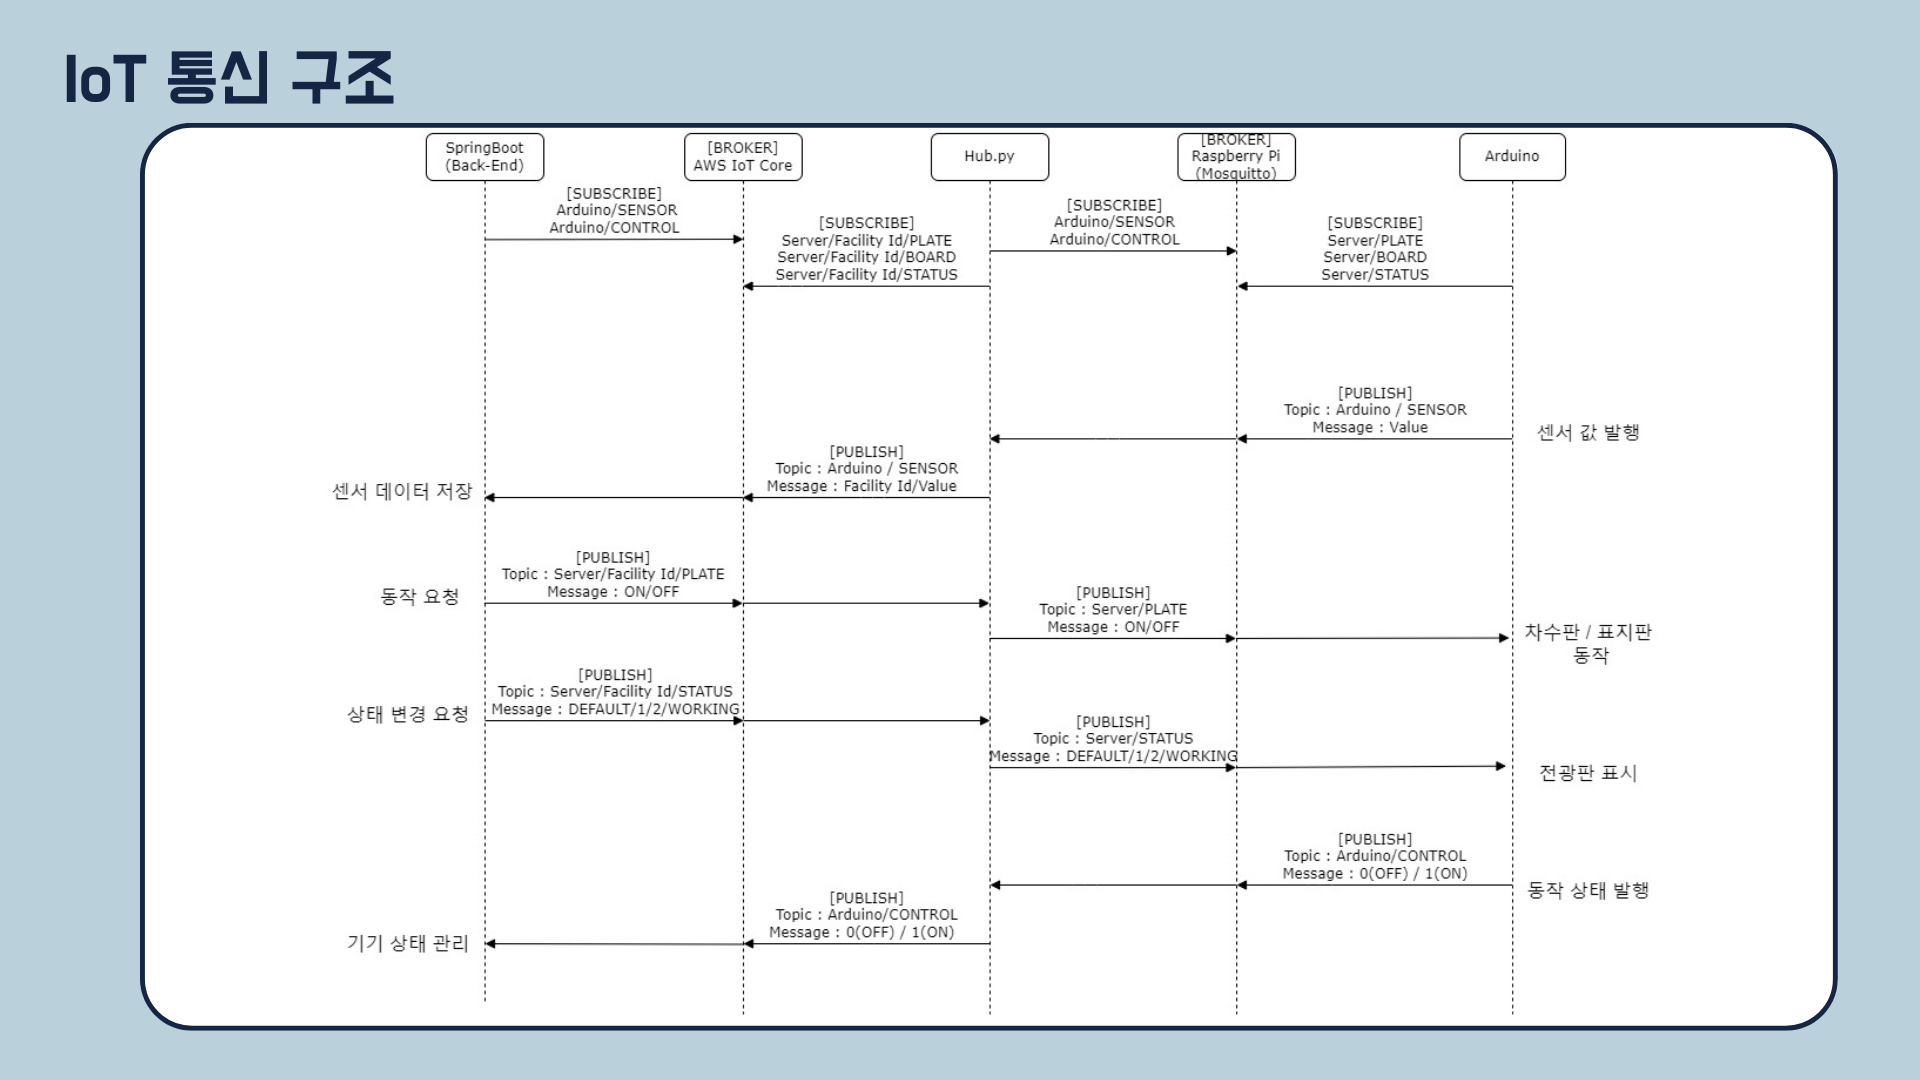 IoT 통신 구조
SpringBoot
(Back-End)
[BROKER]
AWS IoT Core
Hub.py
[BROKER]
Raspberry Pi
(Mosquitto)
Arduino
[SUBSCRIBE]
Arduino/SENSOR
Arduino/CONTROL
[SUBSCRIBE]
Server/Facility Id/PLATE
Server/Facility Id/BOARD
Server/Facility Id/STATUS
[SUBSCRIBE]
Arduino/SENSOR
Arduino/CONTROL
[SUBSCRIBE]
Server/PLATE
Server/BOARD
Server/STATUS
[PUBLISH]
Topic : Arduino / SENSOR
Message : Value
센서 값 발행
[PUBLISH]
Topic : Arduino / SENSOR
Message : Facility Id/Value
센서 데이터 저장
[PUBLISH]
Topic : Server/Facility Id/PLATE
Message : ON/OFF
동작 요청
[PUBLISH]
Topic : Server/PLATE
Message : ON/OFF
차수판 / 표지판
동작
[PUBLISH]
Topic : Server/Facility Id/STATUS
Message : DEFAULT/1/2/WORKING
상태 변경 요청
[PUBLISH]
Topic : Server/STATUS
Message : DEFAULT/1/2/WORKING
전광판 표시
[PUBLISH]
Topic : Arduino/CONTROL
Message : 0(OFF) / 1(ON)
동작 상태 발행
[PUBLISH]
Topic : Arduino/CONTROL
Message : 0(OFF) / 1(ON)
기기 상태 관리